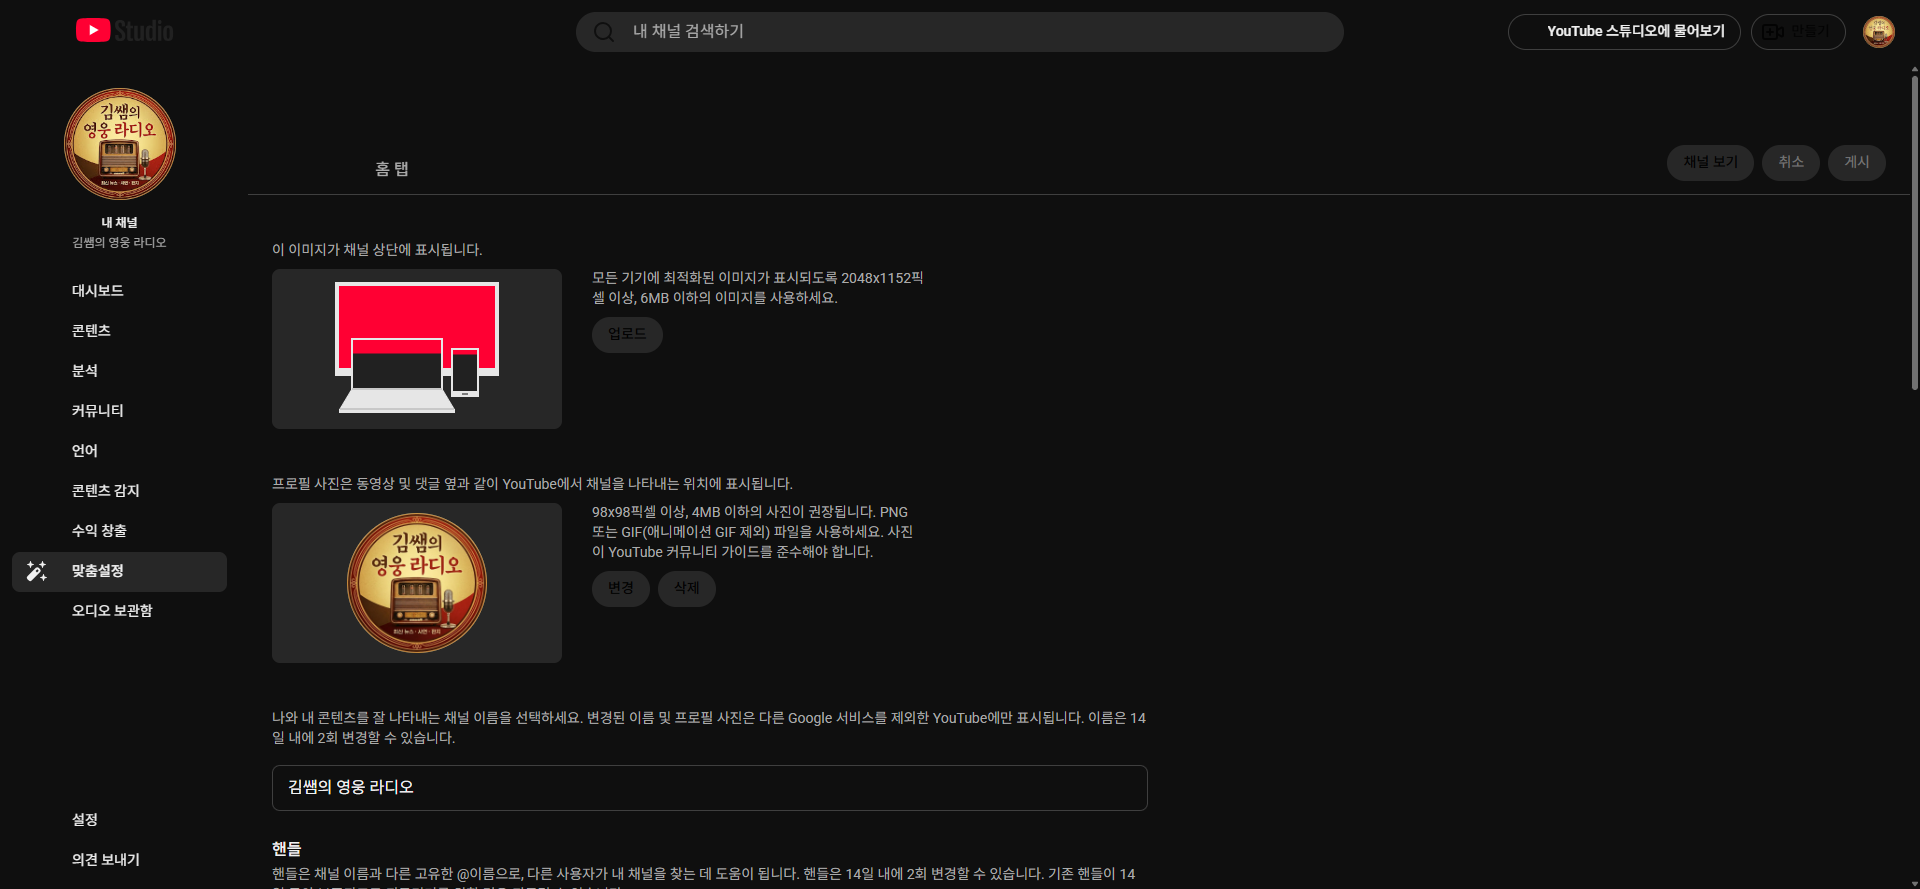 Studio
내 채널 검색하기
YouTube 스튜디오에 물어보기
만들기
김쌤의
영웅 라디오
최신 뉴스 · 사연 · 편지
내 채널
김쌤의 영웅 라디오
대시보드
콘텐츠
분석
커뮤니티
언어
콘텐츠 감지
수익 창출
맞춤설정
오디오 보관함
설정
의견 보내기
홈 탭
채널 보기
취소
게시
이 이미지가 채널 상단에 표시됩니다.
모든 기기에 최적화된 이미지가 표시되도록 2048x1152픽
셀 이상, 6MB 이하의 이미지를 사용하세요.
업로드
프로필 사진은 동영상 및 댓글 옆과 같이 YouTube에서 채널을 나타내는 위치에 표시됩니다.
김쌤의
영웅 라디오
최신 뉴스 · 사연 · 편지
98x98픽셀 이상, 4MB 이하의 사진이 권장됩니다. PNG
또는 GIF(애니메이션 GIF 제외) 파일을 사용하세요. 사진
이 YouTube 커뮤니티 가이드를 준수해야 합니다.
변경
삭제
나와 내 콘텐츠를 잘 나타내는 채널 이름을 선택하세요. 변경된 이름 및 프로필 사진은 다른 Google 서비스를 제외한 YouTube에만 표시됩니다. 이름은 14
일 내에 2회 변경할 수 있습니다.
김쌤의 영웅 라디오
핸들
핸들은 채널 이름과 다른 고유한 @이름으로, 다른 사용자가 내 채널을 찾는 데 도움이 됩니다. 핸들은 14일 내에 2회 변경할 수 있습니다. 기존 핸들이 14